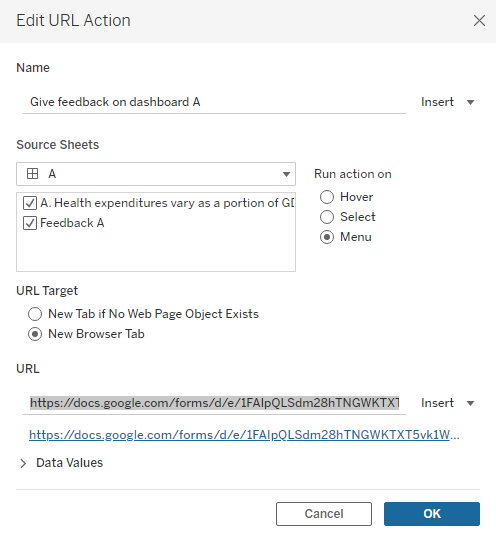 Edit URL Action
Name
Give feedback on dashboard A
Insert
Source Sheets
A
Run action on
A. Health expenditures vary as a portion of GD
Hover
Feedback A
Select
Menu
URL Target
New Tab if No Web Page Object Exists
New Browser Tab
URL
https://docs.google.com/forms/d/e/1FAIpQLSdm28hTNGWKTXT
Insert
https://docs.google.com/forms/d/e/1FAIpQLSdm28hTNGWKTXT5vk1W...
Data Values
Cancel
OK